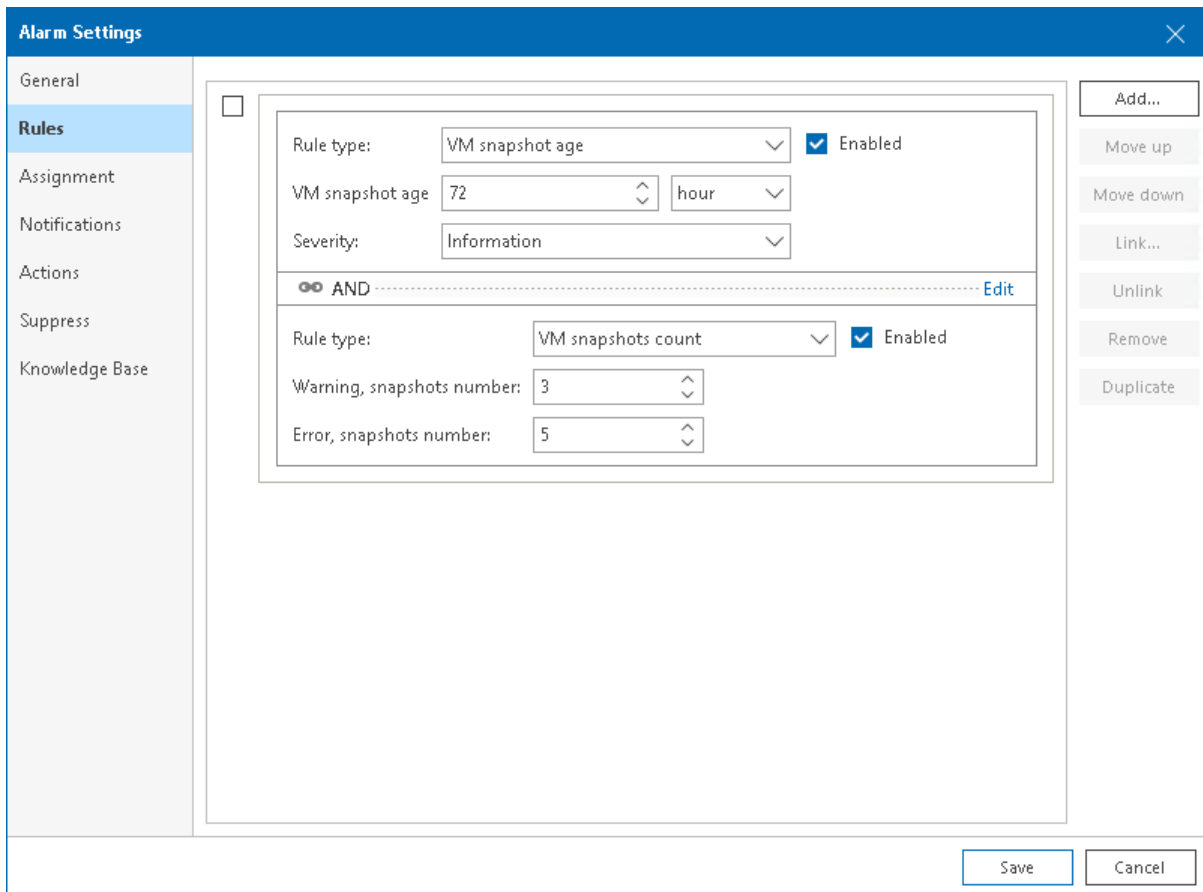 Alarm Settings
General
Rules
Assignment
Notifications
Actions
Suppress
Knowledge Base
Rule type: VM snapshot age Enabled
VM snapshot age 72 hour
Severity: Information
AND Edit
Rule type: VM snapshots count Enabled
Warning, snapshots number: 3
Error, snapshots number: 5
Add...
Move up
Move down
Link...
Unlink
Remove
Duplicate
Save Cancel